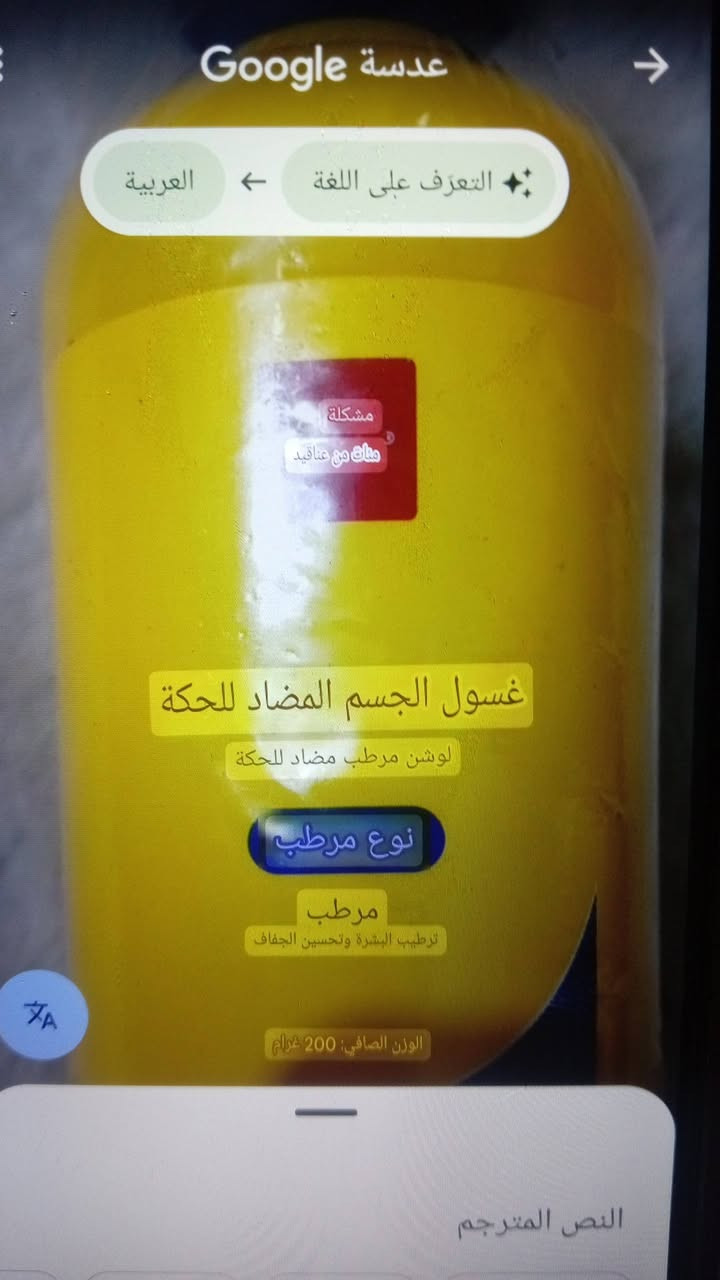 عدسة Google
التعرّف على اللغة
العربية
مشكلة
مئات من عناقيد
غسول الجسم المضاد للحكة
لوشن مرطب مضاد للحكة
نوع مرطب
مرطب
ترطيب البشرة وتحسين الجفاف
الوزن الصافي: 200 غرام
النص المترجم